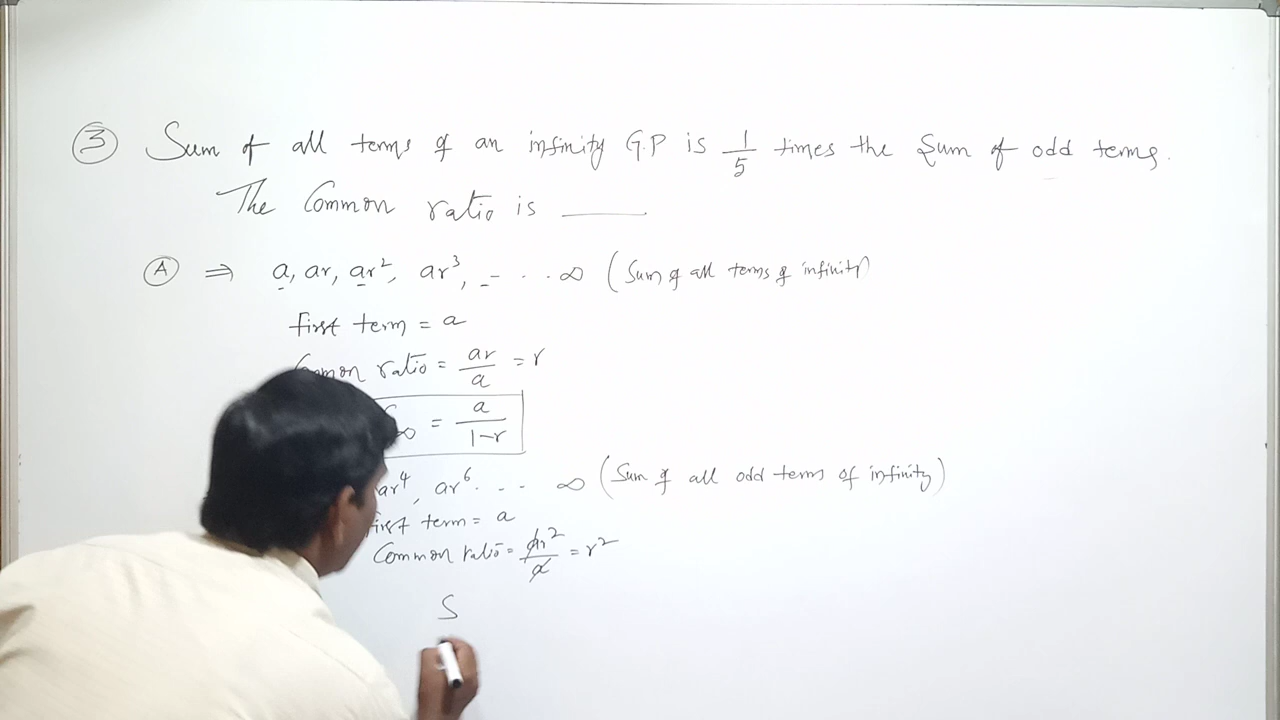 ③ Sum of all terms of an infinity G.P is 1/5 times the Sum of odd terms.
The Common ratio is ______
Ⓐ ⇒ a, ar, ar², ar³, - - . . ∞ (Sum of all terms of infinity)
first term = a
ratio = ar/a = r
∞ = a/(1-r)
ar⁴, ar⁶ . . - - ∞ (Sum of all odd terms of infinity)
First term = a
Common ratio = ar²/a = r²
S